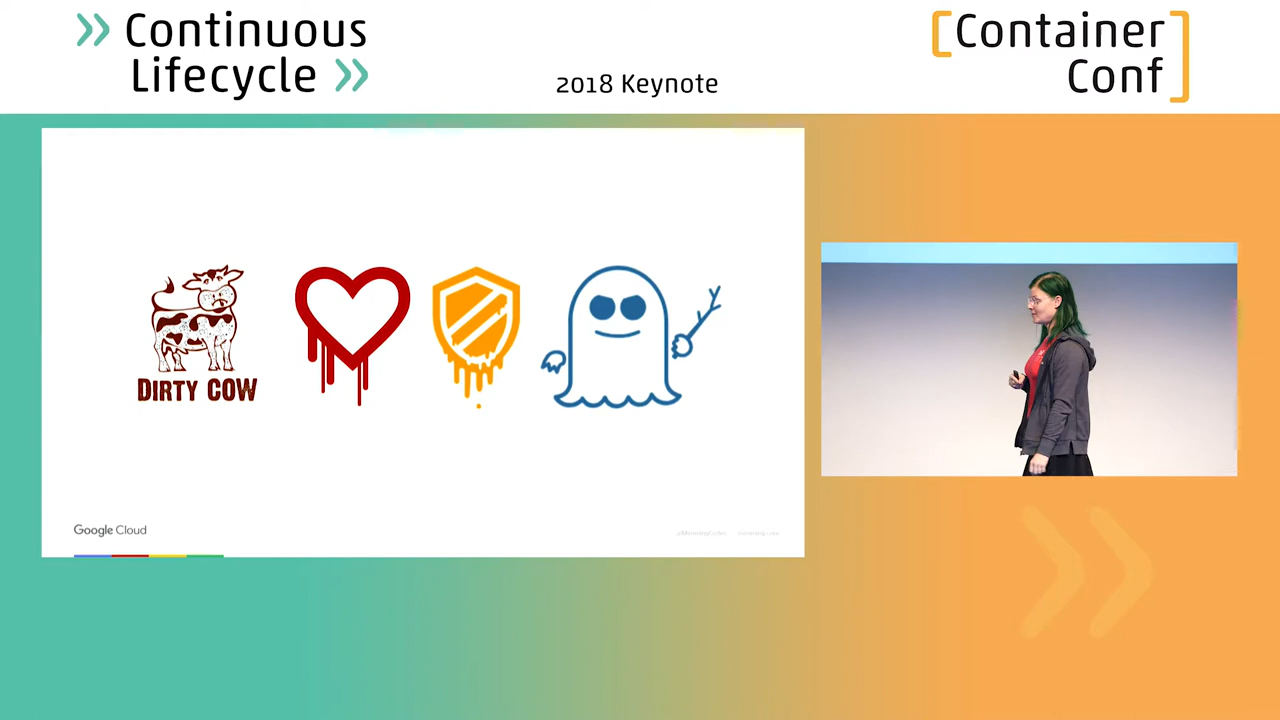 Continuous
Lifecycle
2018 Keynote
[Container
Conf]
DIRTY COW
Google Cloud